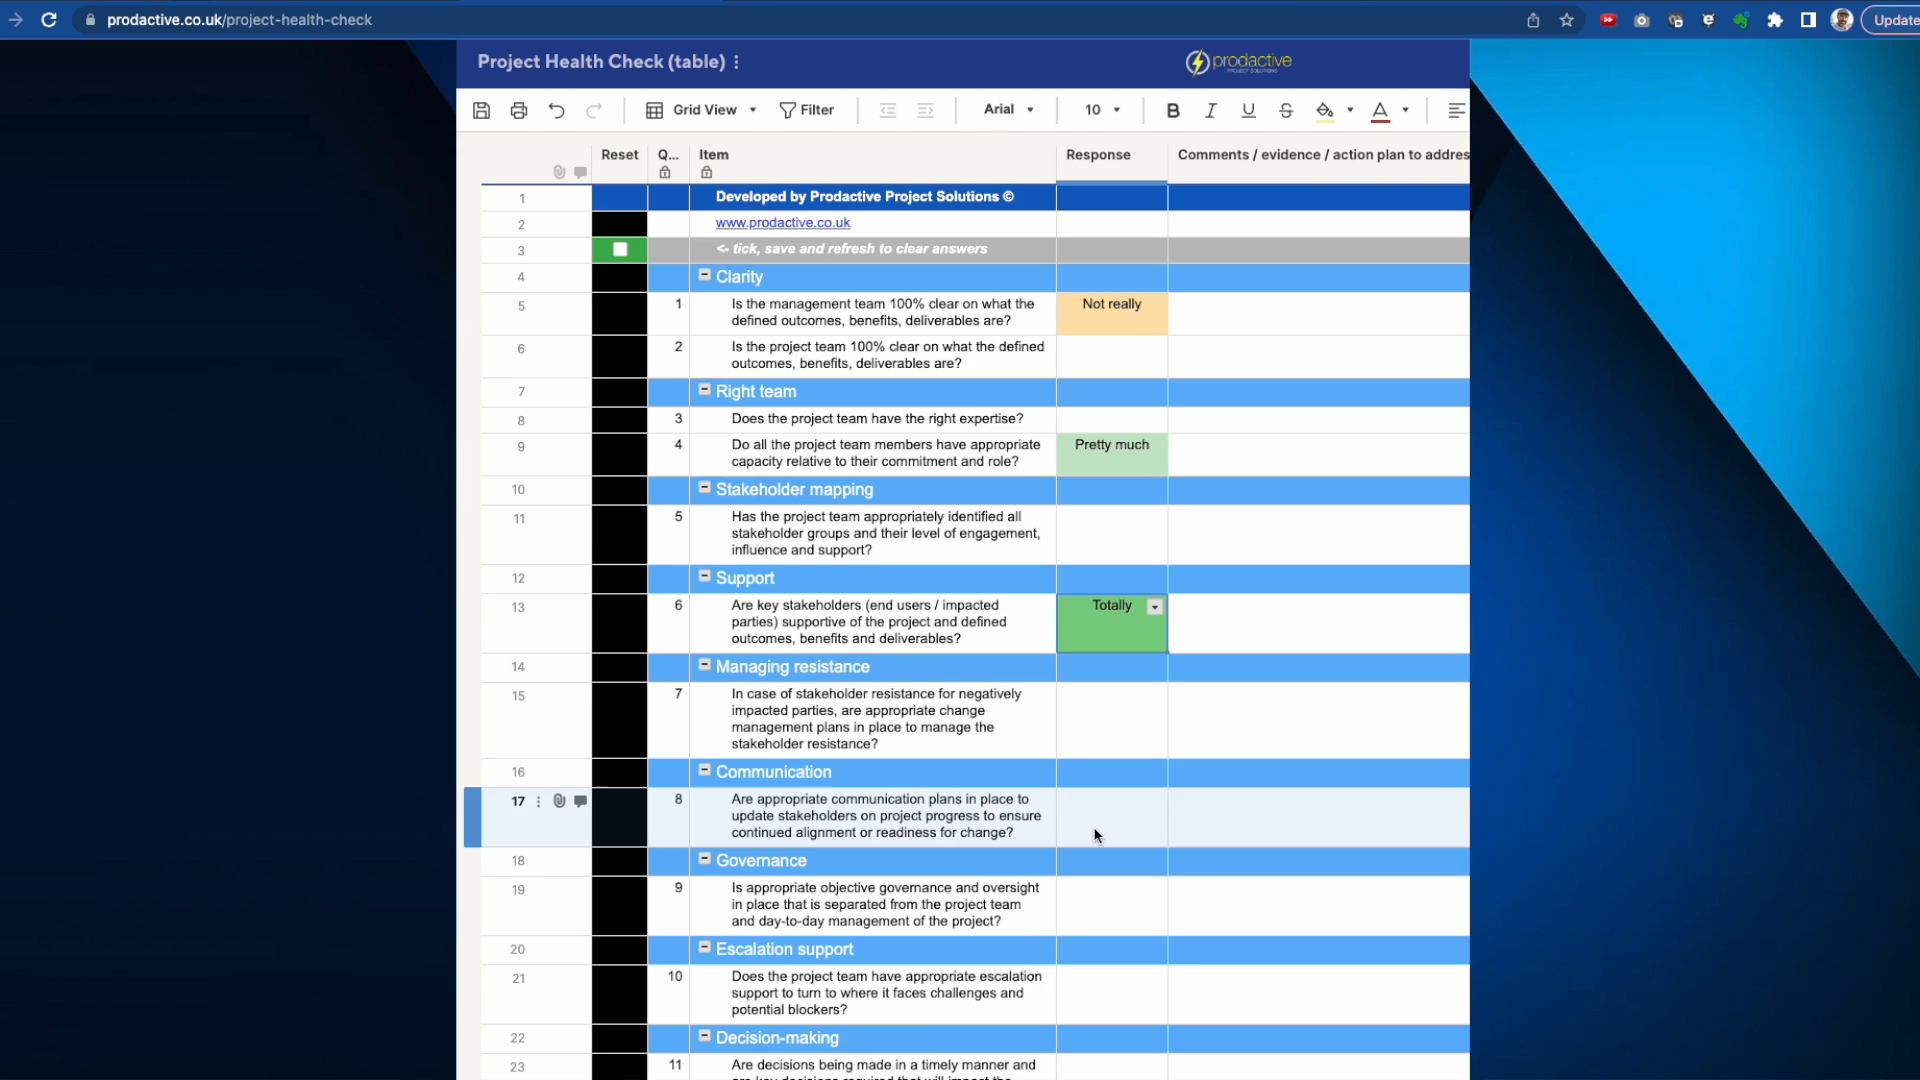 prodactive.co.uk/project-health-check
Update
Project Health Check (table)
prodactive
PROJECT SOLUTIONS
Grid View
Filter
Arial
10
B I U S A
Reset
Q...
Item
Response
Comments / evidence / action plan to addres
1
Developed by Prodactive Project Solutions ©
2
www.prodactive.co.uk
3
<- tick, save and refresh to clear answers
4
Clarity
5
1
Is the management team 100% clear on what the
defined outcomes, benefits, deliverables are?
Not really
6
2
Is the project team 100% clear on what the defined
outcomes, benefits, deliverables are?
7
Right team
8
3
Does the project team have the right expertise?
9
4
Do all the project team members have appropriate
capacity relative to their commitment and role?
Pretty much
10
Stakeholder mapping
11
5
Has the project team appropriately identified all
stakeholder groups and their level of engagement,
influence and support?
12
Support
13
6
Are key stakeholders (end users / impacted
parties) supportive of the project and defined
outcomes, benefits and deliverables?
Totally
14
Managing resistance
15
7
In case of stakeholder resistance for negatively
impacted parties, are appropriate change
management plans in place to manage the
stakeholder resistance?
16
Communication
17
8
Are appropriate communication plans in place to
update stakeholders on project progress to ensure
continued alignment or readiness for change?
18
Governance
19
9
Is appropriate objective governance and oversight
in place that is separated from the project team
and day-to-day management of the project?
20
Escalation support
21
10
Does the project team have appropriate escalation
support to turn to where it faces challenges and
potential blockers?
22
Decision-making
23
11
Are decisions being made in a timely manner and
are key decisions required that will impact the